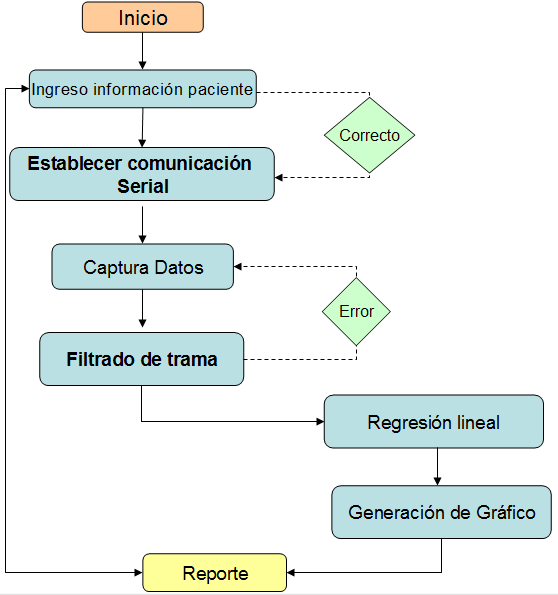 Inicio
Ingreso información paciente
Correcto
Establecer comunicación
Serial
Captura Datos
Error
Filtrado de trama
Regresión lineal
Generación de Gráfico
Reporte